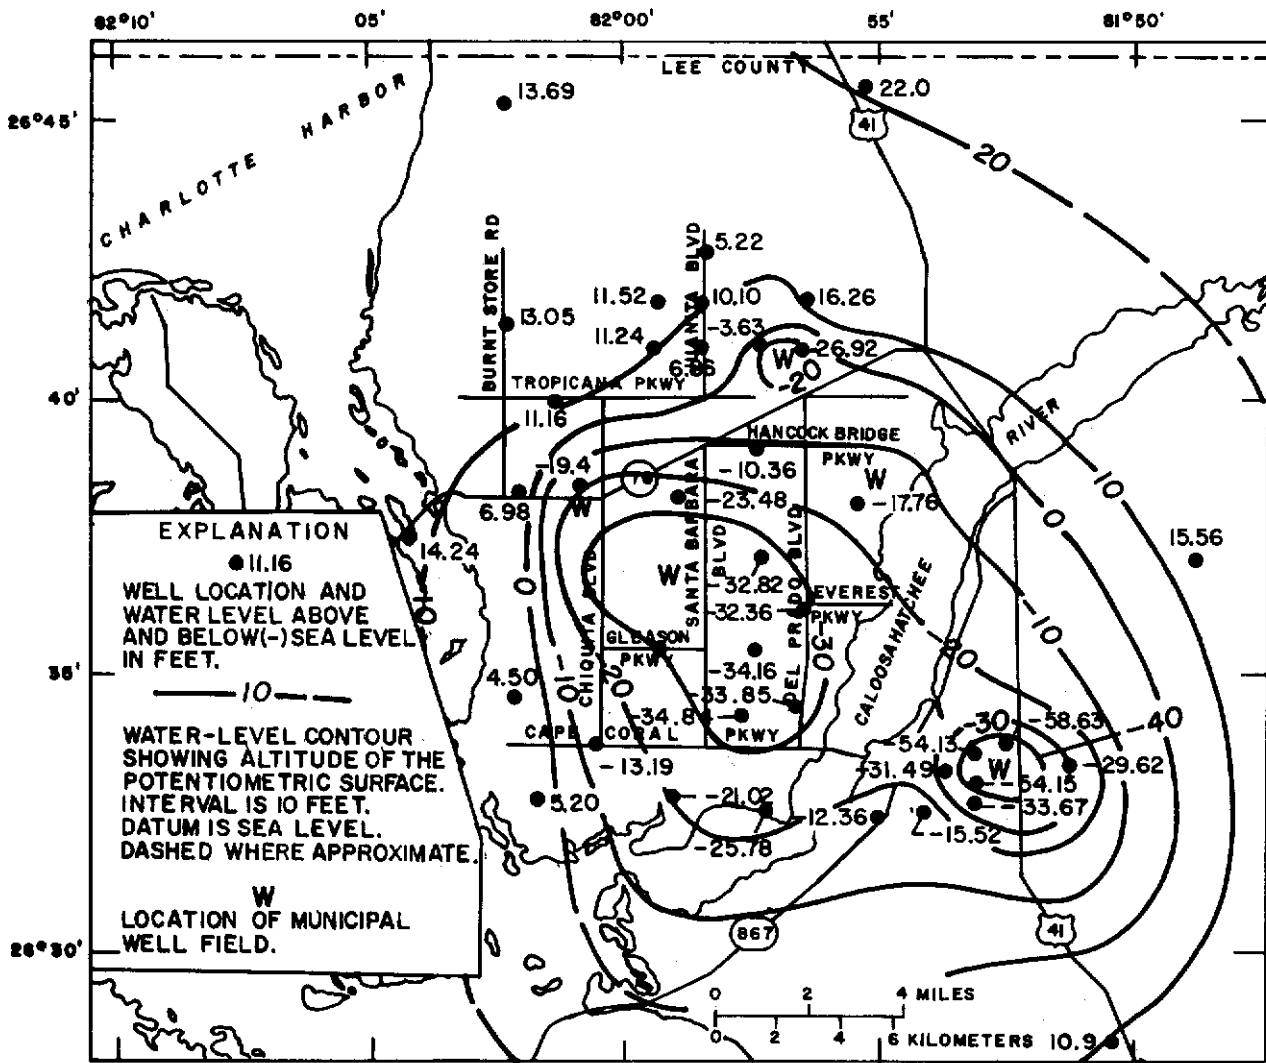 82°10'
05'
82°00'
55'
81°50'
LEE COUNTY
22.0
13.69
26°45'
41
CHARLOTTE HARBOR
20
BURNT STORE RD
5.22
11.52
10.10
16.26
13.05
-3.63
11.24
6.86
W
-26.92
-20
TROPICANA PKWY
40'
11.16
RIVER
HANCOCK BRIDGE
PKWY
-10.36
-19.4
W
-23.48
-17.76
10
6.98
W
SANTA BARBARA
BLVD
0
14.24
15.56
10
0
CHIQUITA BLVD
W
-32.82
-32.36
DEL PRADO BLVD
EVEREST
PKWY
CALOOSAHATCHEE
-10
GLEASON
PKWY
-30
-20
-10
-20
35'
-34.16
-33.85
4.50
-34.84
-30
-58.63
-40
CAPE CORAL PKWY
-54.13
-13.19
-31.49
W
-29.62
-54.15
-33.67
5.20
-21.02
-12.36
-15.52
-25.78
EXPLANATION
11.16
WELL LOCATION AND
WATER LEVEL ABOVE
AND BELOW(-) SEA LEVEL
IN FEET.
10
WATER-LEVEL CONTOUR
SHOWING ALTITUDE OF THE
POTENTIOMETRIC SURFACE.
INTERVAL IS 10 FEET.
DATUM IS SEA LEVEL.
DASHED WHERE APPROXIMATE.
W
LOCATION OF MUNICIPAL
WELL FIELD.
867
41
26°30'
0 2 4 MILES
0 2 4 6 KILOMETERS
10.9